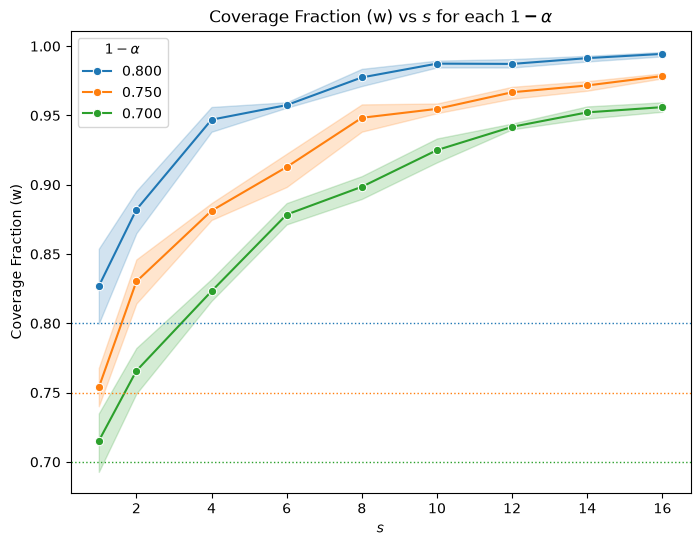 Coverage Fraction (w) vs s for each 1 − α
1 − α
0.800
0.750
0.700
Coverage Fraction (w)
1.00
0.95
0.90
0.85
0.80
0.75
0.70
2 4 6 8 10 12 14 16
s